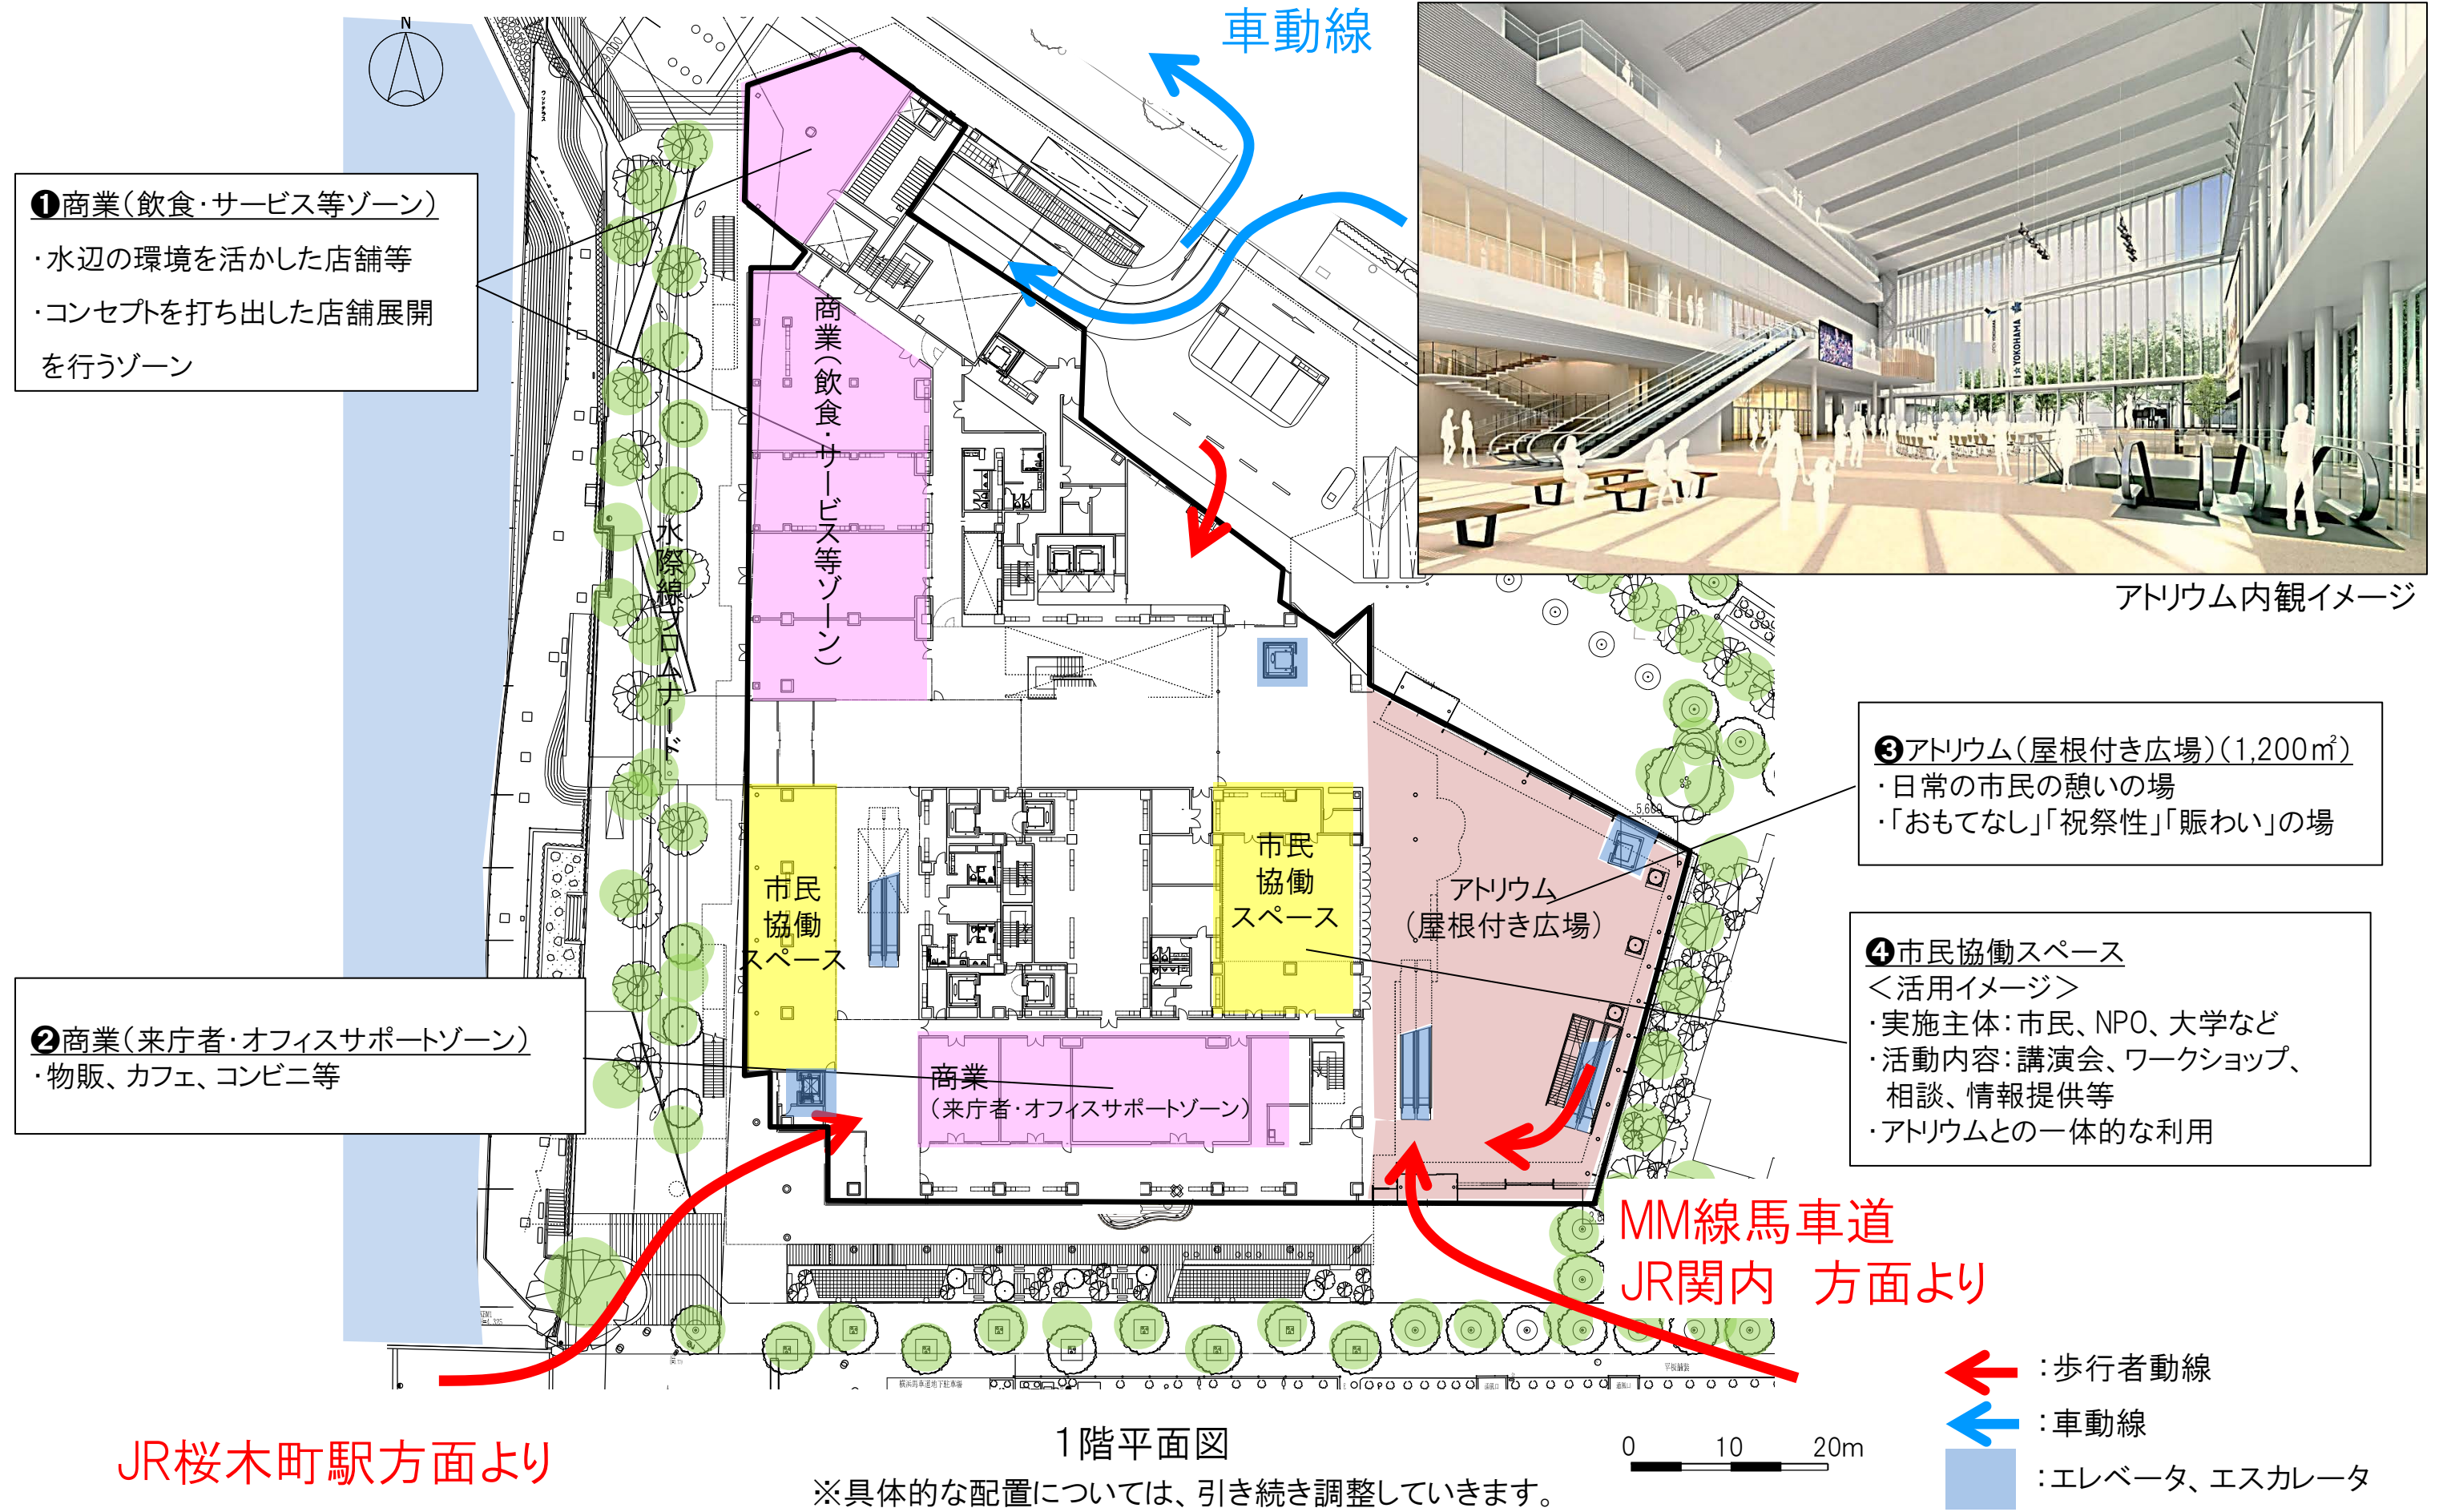 N
車動線
❶商業（飲食・サービス等ゾーン）
・水辺の環境を活かした店舗等
・コンセプトを打ち出した店舗展開
を行うゾーン
商業（飲食・サービス等ゾーン）
水際線プロムナード
YOKOHAMA
アトリウム内観イメージ
❸アトリウム（屋根付き広場）（1,200㎡）
・日常の市民の憩いの場
・「おもてなし」「祝祭性」「賑わい」の場
市民
協働
スペース
市民
協働
スペース
アトリウム
（屋根付き広場）
❹市民協働スペース
＜活用イメージ＞
・実施主体：市民、NPO、大学など
・活動内容：講演会、ワークショップ、
相談、情報提供等
・アトリウムとの一体的な利用
❷商業（来庁者・オフィスサポートゾーン）
・物販、カフェ、コンビニ等
商業
（来庁者・オフィスサポートゾーン）
MM線馬車道
JR関内　方面より
JR桜木町駅方面より
1階平面図
※具体的な配置については、引き続き調整していきます。
0 10 20m
：歩行者動線
：車動線
：エレベータ、エスカレータ